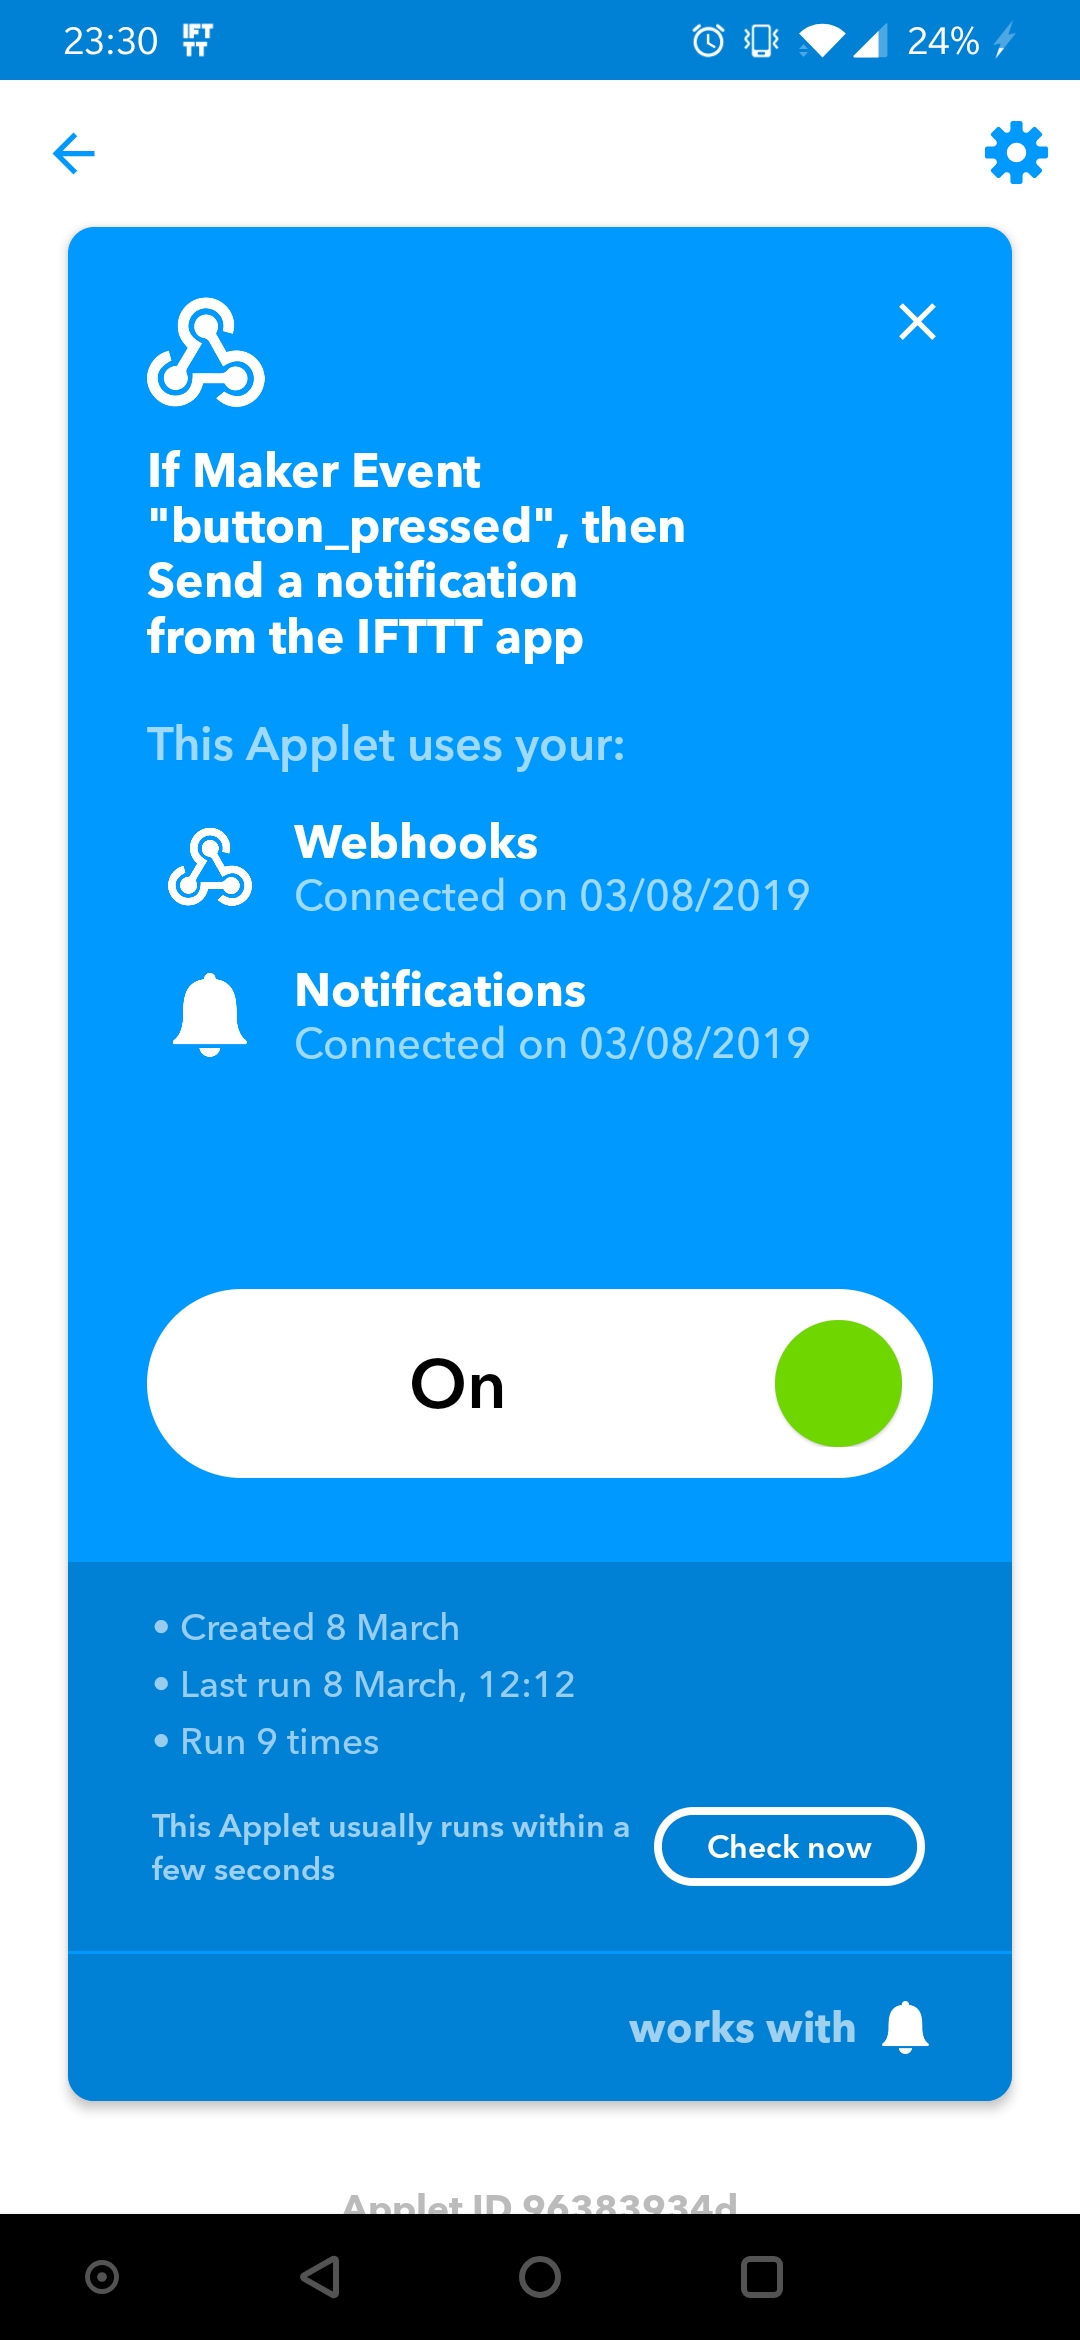 23:30 IFTTT 24%
If Maker Event
"button_pressed", then
Send a notification
from the IFTTT app
This Applet uses your:
Webhooks
Connected on 03/08/2019
Notifications
Connected on 03/08/2019
On
• Created 8 March
• Last run 8 March, 12:12
• Run 9 times
This Applet usually runs within a
few seconds
Check now
works with
Applet ID 96383934d